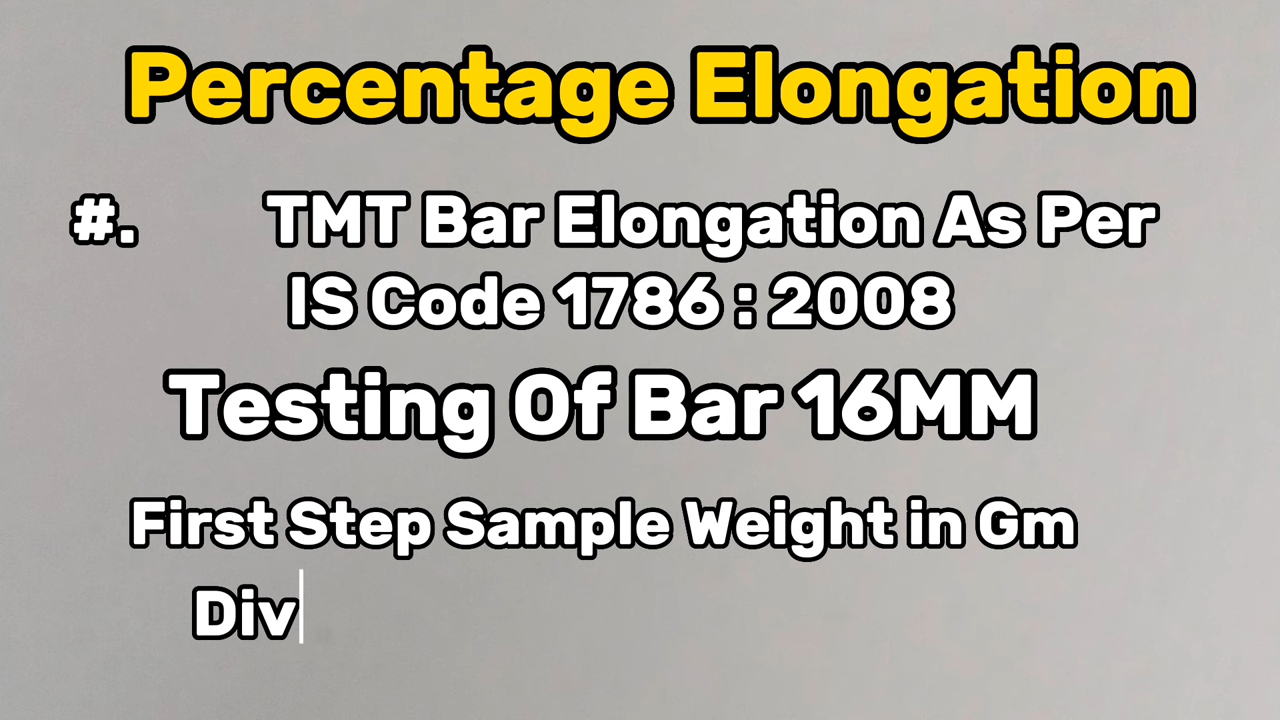 Percentage Elongation
#. TMT Bar Elongation As Per
IS Code 1786 : 2008
Testing Of Bar 16MM
First Step Sample Weight in Gm
Div